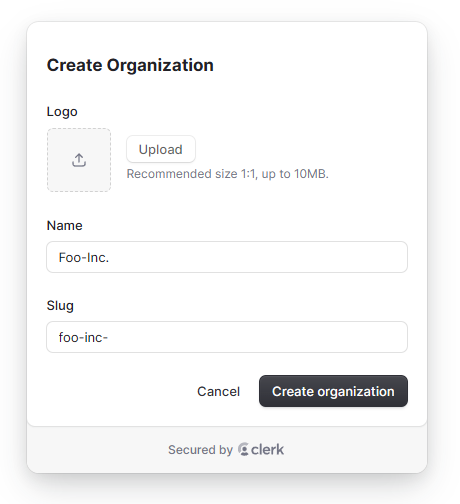 Create Organization
Logo
Upload
Recommended size 1:1, up to 10MB.
Name
Foo-Inc.
Slug
foo-inc-
Cancel Create organization
Secured by clerk